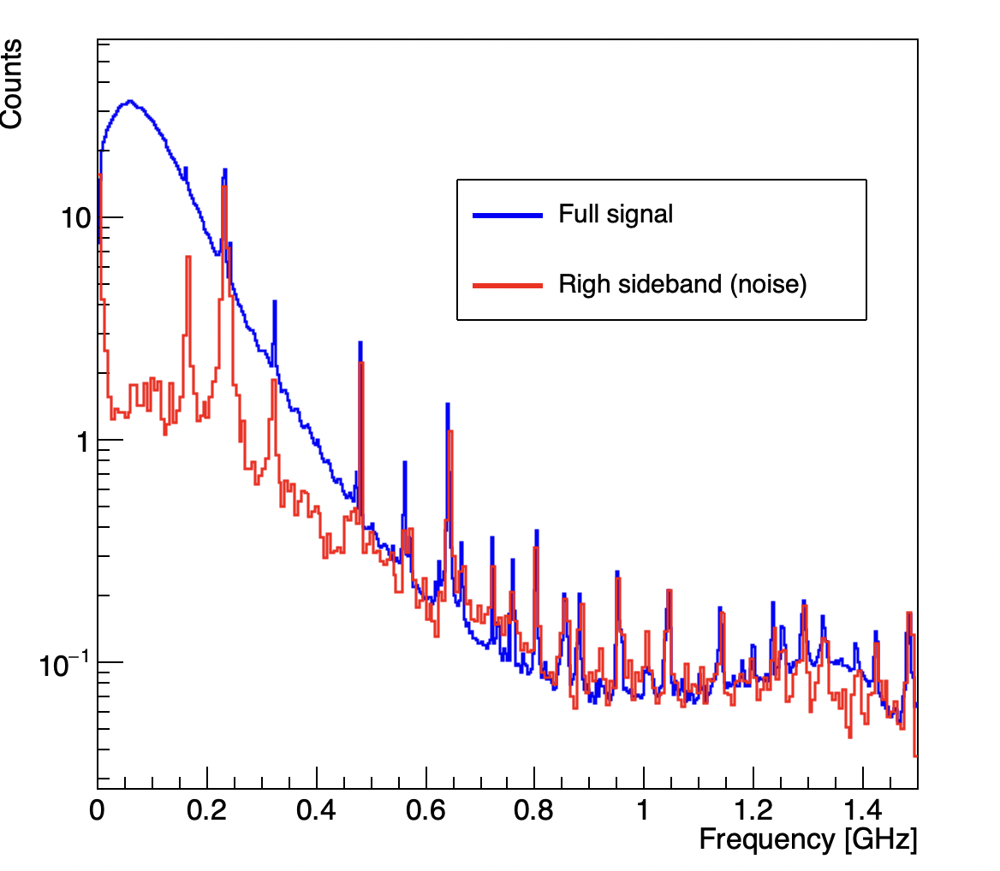 Counts
10
1
10⁻¹
Full signal
Righ sideband (noise)
0 0.2 0.4 0.6 0.8 1 1.2 1.4
Frequency [GHz]